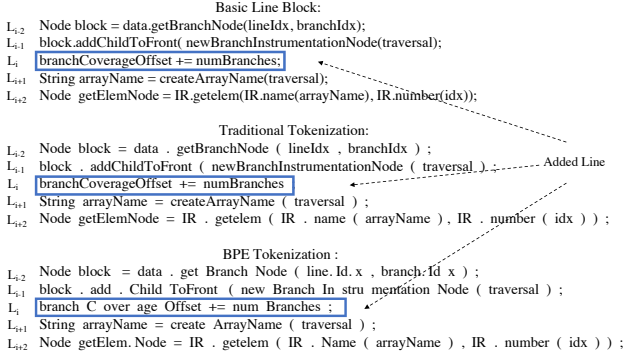 Basic Line Block:
Li-2 Node block = data.getBranchNode(lineIdx, branchIdx);
Li-1 block.addChildToFront( newBranchInstrumentationNode(traversal);
Li branchCoverageOffset += numBranches;
Li+1 String arrayName = createArrayName(traversal);
Li+2 Node getElemNode = IR.getelem(IR.name(arrayName), IR.number(idx));
Traditional Tokenization:
Li-2 Node block = data . getBranchNode ( lineIdx , branchIdx ) ;
Li-1 block . addChildToFront ( newBranchInstrumentationNode ( traversal ) ;
Added Line
Li branchCoverageOffset += numBranches
Li+1 String arrayName = createArrayName ( traversal ) ;
Li+2 Node getElemNode = IR . getelem ( IR . name ( arrayName ) , IR . number ( idx ) ) ;
BPE Tokenization :
Li-2 Node block = data . get Branch Node ( line. Id. x , branch. Id x ) ;
Li-1 block . add . Child ToFront ( new Branch In stru mentation Node ( traversal ) ;
Li branch C over age Offset += num Branches ;
Li+1 String arrayName = create ArrayName ( traversal ) ;
Li+2 Node getElem. Node = IR . getelem ( IR . Name ( arrayName ) , IR . number ( idx ) ) ;